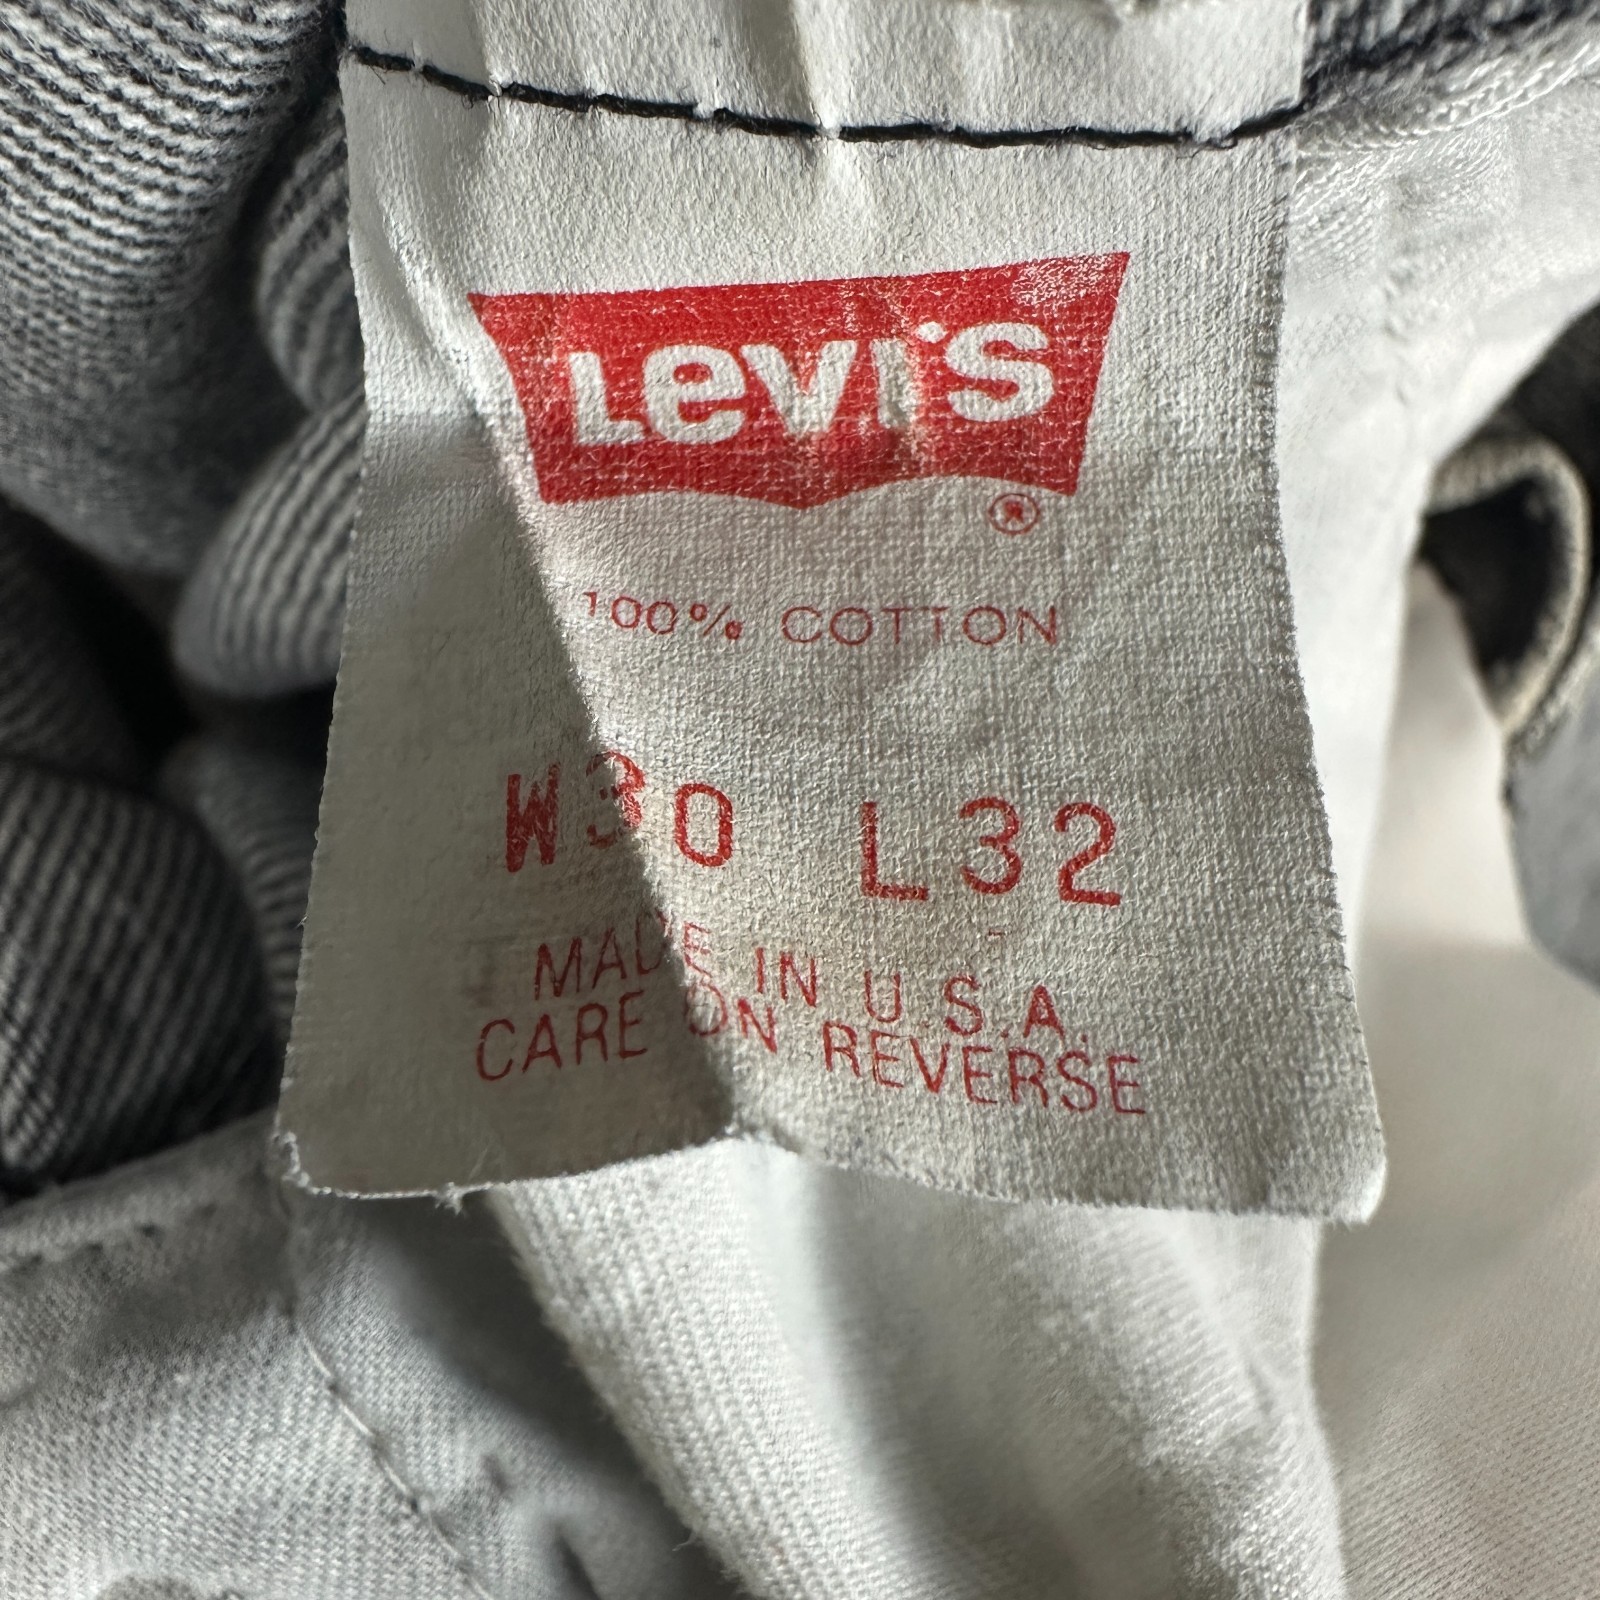 Levi's
®
100% COTTON
W30 L32
MADE IN U.S.A.
CARE ON REVERSE